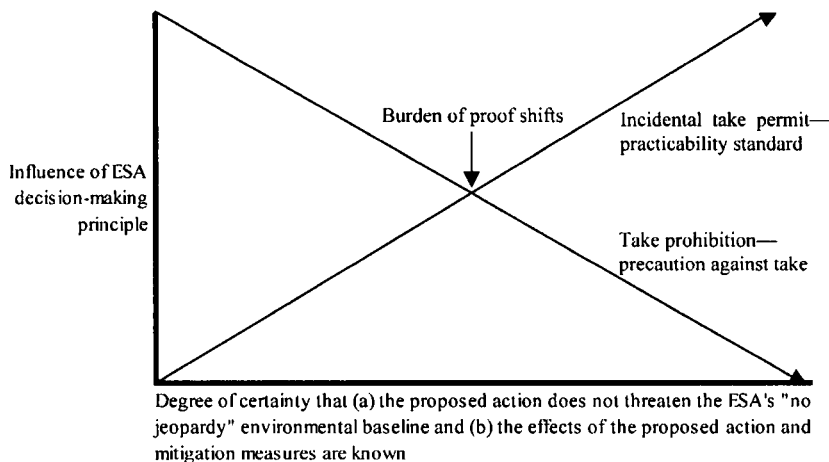 Burden of proof shifts
Incidental take permit—
practicability standard
Influence of ESA
decision-making
principle
Take prohibition—
precaution against take
Degree of certainty that (a) the proposed action does not threaten the ESA's "no
jeopardy" environmental baseline and (b) the effects of the proposed action and
mitigation measures are known